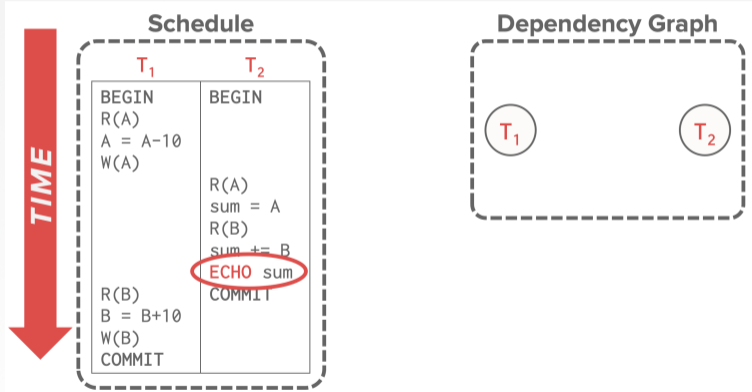 Schedule
Dependency Graph
TIME
T1 T2
BEGIN BEGIN
R(A)
A = A-10
W(A)
R(A)
sum = A
R(B)
sum += B
ECHO sum
R(B) COMMIT
B = B+10
W(B)
COMMIT
T1
T2